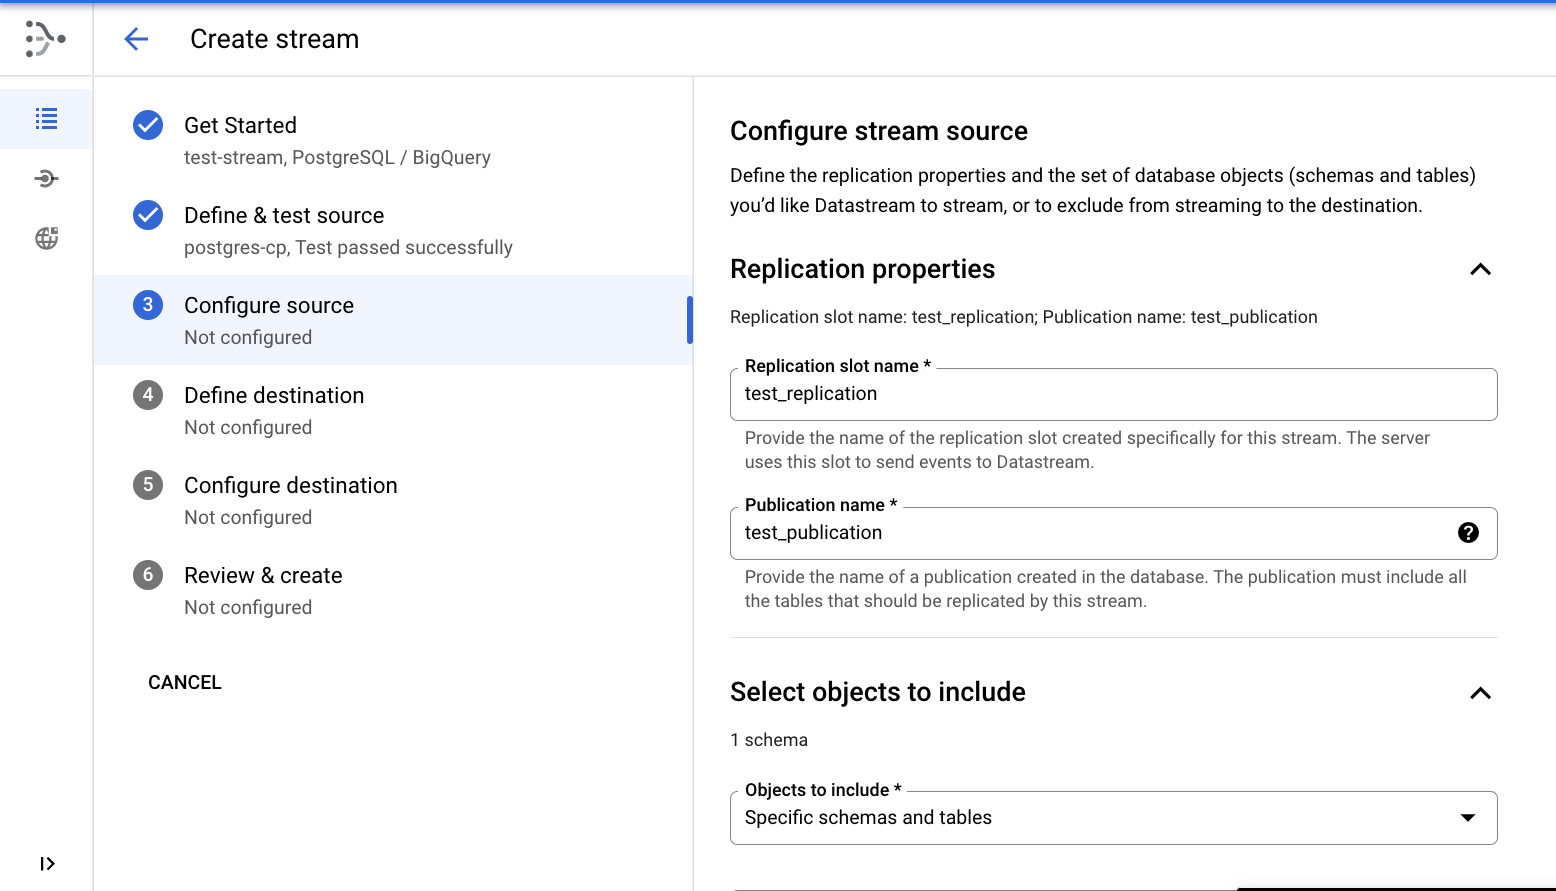 Create stream
Get Started
test-stream, PostgreSQL / BigQuery
Define & test source
postgres-cp, Test passed successfully
3
Configure source
Not configured
4
Define destination
Not configured
5
Configure destination
Not configured
6
Review & create
Not configured
CANCEL
Configure stream source
Define the replication properties and the set of database objects (schemas and tables)
you’d like Datastream to stream, or to exclude from streaming to the destination.
Replication properties
Replication slot name: test_replication; Publication name: test_publication
Replication slot name *
test_replication
Provide the name of the replication slot created specifically for this stream. The server
uses this slot to send events to Datastream.
Publication name *
test_publication
?
Provide the name of a publication created in the database. The publication must include all
the tables that should be replicated by this stream.
Select objects to include
1 schema
Objects to include *
Specific schemas and tables